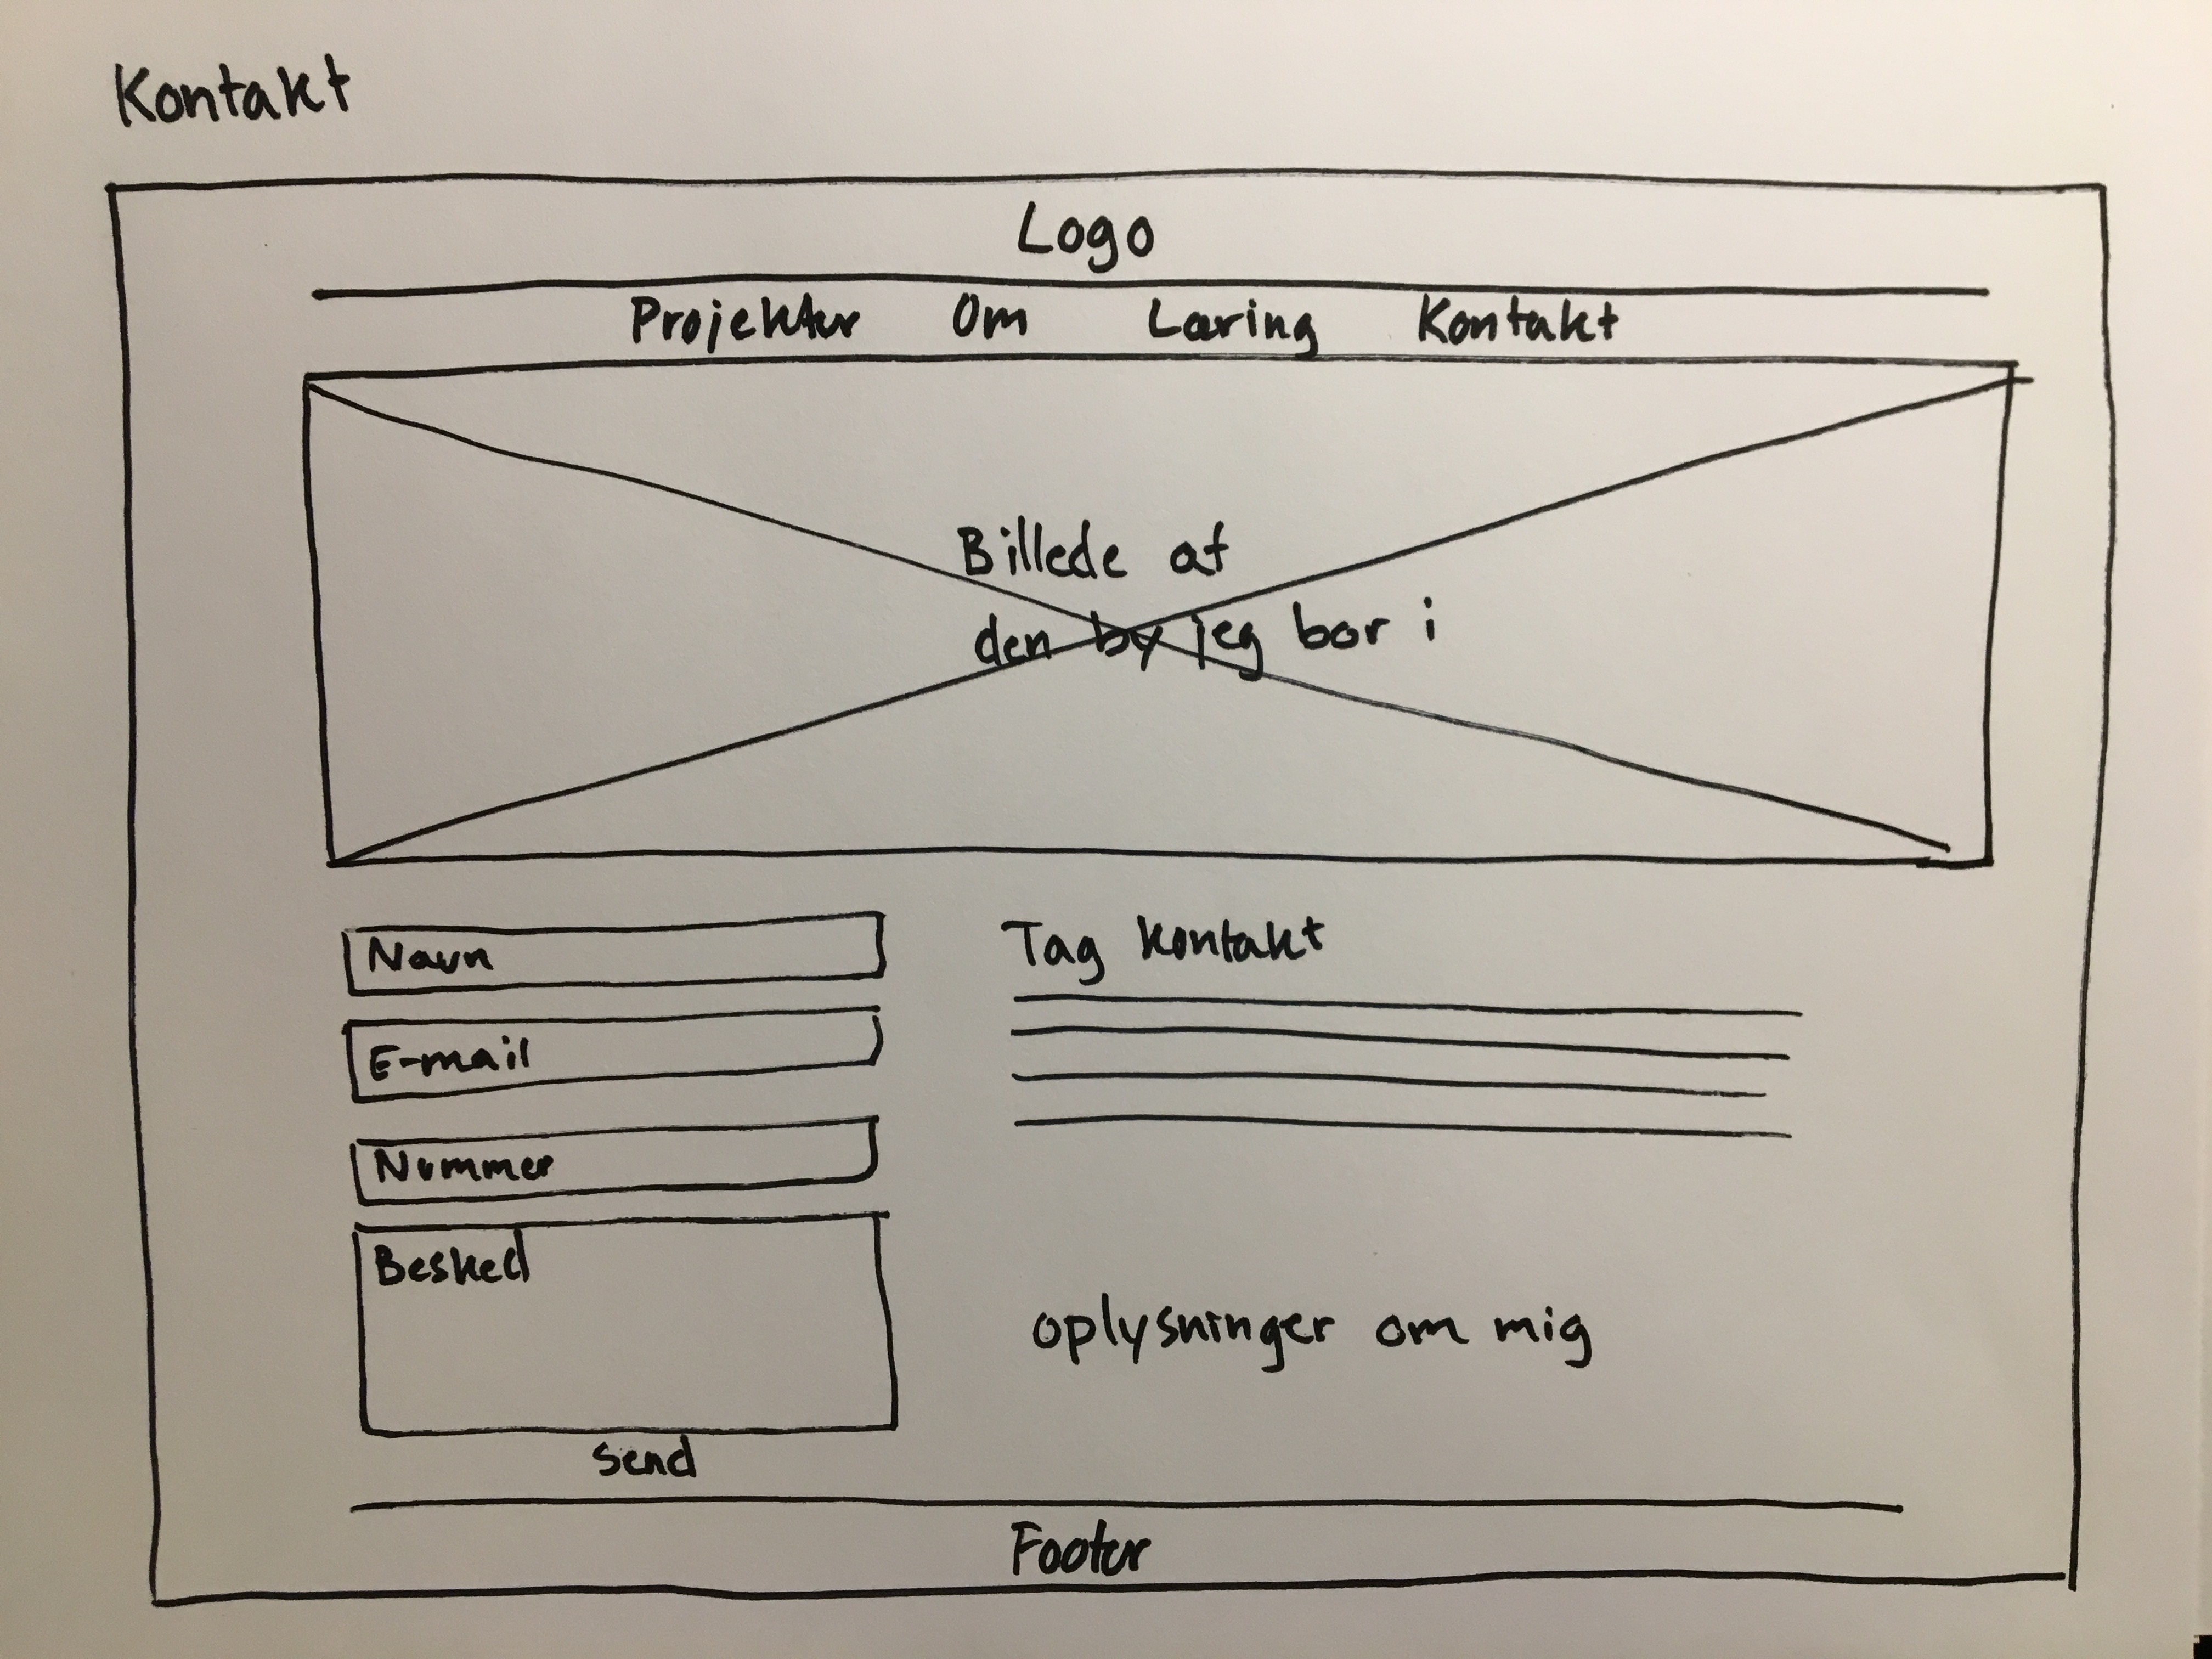 Kontakt
Logo
Projekter Om Læring Kontakt
Billede af
den by jeg bor i
Navn
E-mail
Nummer
Besked
Send
Tag kontakt
oplysninger om mig
Footer